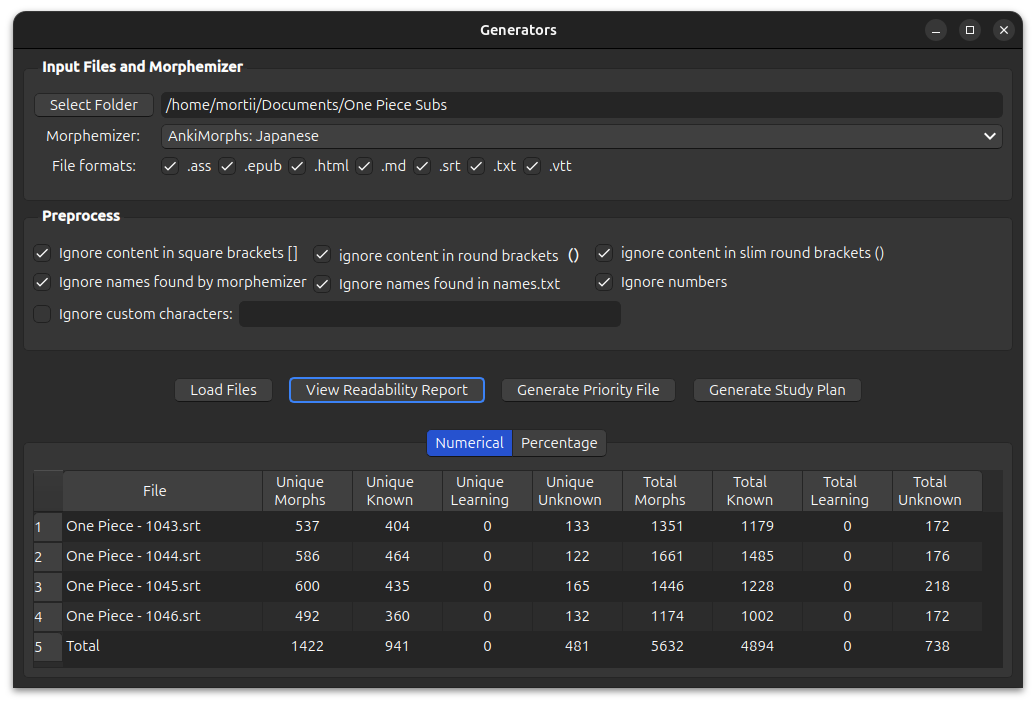 Generators
Input Files and Morphemizer
Select Folder /home/mortii/Documents/One Piece Subs
Morphemizer: AnkiMorphs: Japanese
File formats: .ass .epub .html .md .srt .txt .vtt
Preprocess
Ignore content in square brackets [] ignore content in round brackets （） ignore content in slim round brackets ()
Ignore names found by morphemizer Ignore names found in names.txt Ignore numbers
Ignore custom characters:
Load Files View Readability Report Generate Priority File Generate Study Plan
Numerical Percentage
File Unique Morphs Unique Known Unique Learning Unique Unknown Total Morphs Total Known Total Learning Total Unknown
1 One Piece - 1043.srt 537 404 0 133 1351 1179 0 172
2 One Piece - 1044.srt 586 464 0 122 1661 1485 0 176
3 One Piece - 1045.srt 600 435 0 165 1446 1228 0 218
4 One Piece - 1046.srt 492 360 0 132 1174 1002 0 172
5 Total 1422 941 0 481 5632 4894 0 738